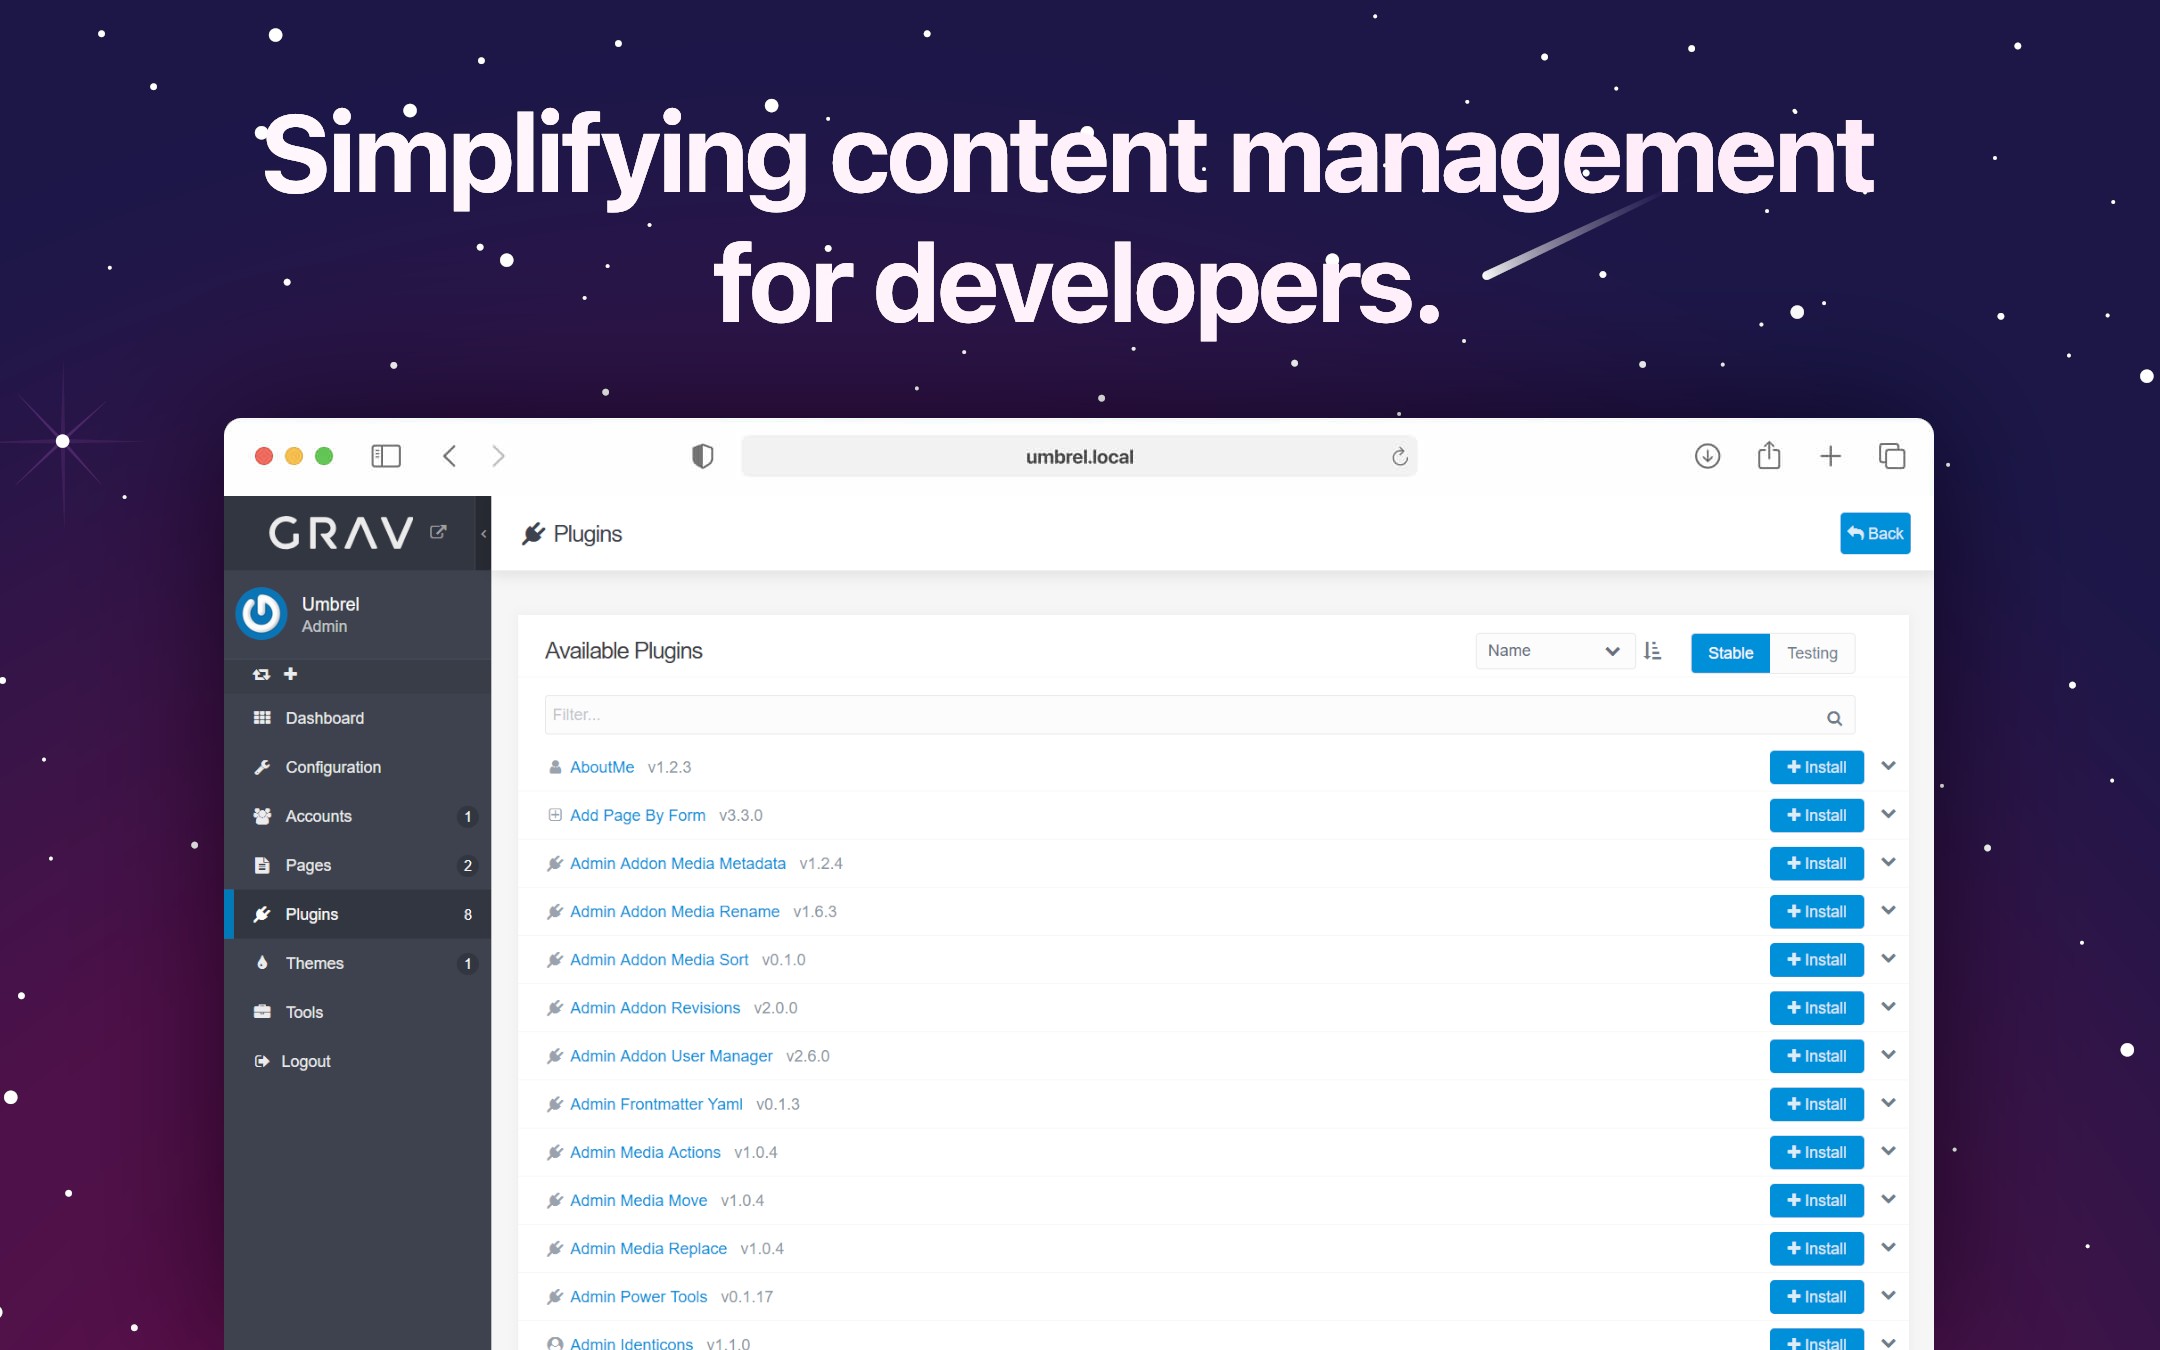 Simplifying content management
for developers.
umbrel.local
GRAV
Plugins
Back
Umbrel
Admin
Dashboard
Configuration
Accounts 1
Pages 2
Plugins 8
Themes 1
Tools
Logout
Available Plugins
Name
Stable Testing
Filter...
AboutMe v1.2.3 Install
Add Page By Form v3.3.0 Install
Admin Addon Media Metadata v1.2.4 Install
Admin Addon Media Rename v1.6.3 Install
Admin Addon Media Sort v0.1.0 Install
Admin Addon Revisions v2.0.0 Install
Admin Addon User Manager v2.6.0 Install
Admin Frontmatter Yaml v0.1.3 Install
Admin Media Actions v1.0.4 Install
Admin Media Move v1.0.4 Install
Admin Media Replace v1.0.4 Install
Admin Power Tools v0.1.17 Install
Admin Identicons v1.1.0 Install